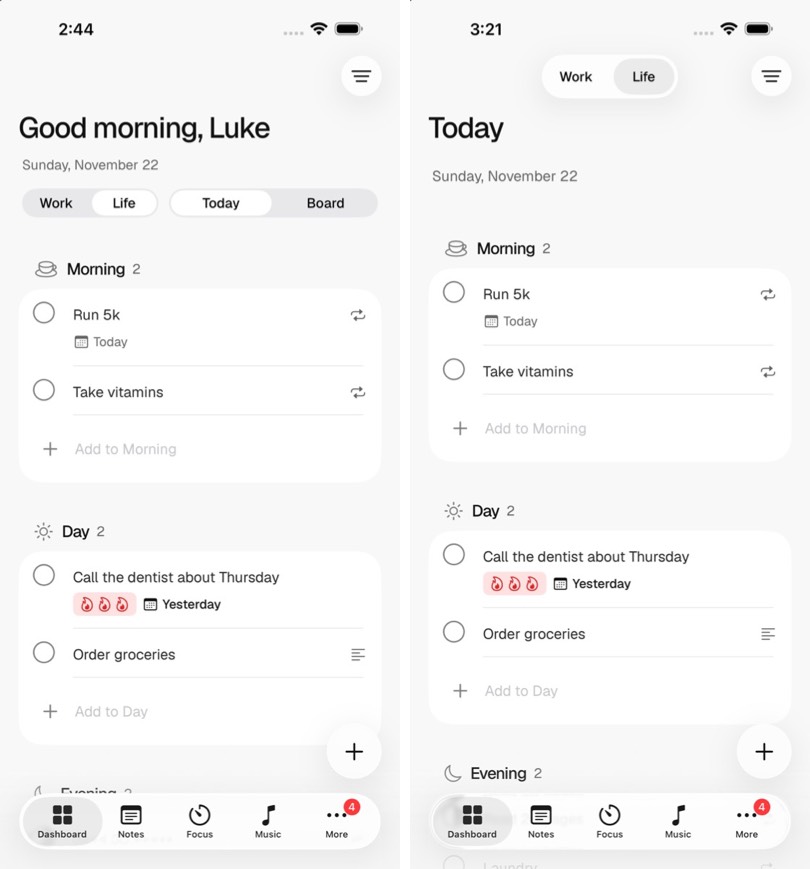 2:44
Good morning, Luke
Sunday, November 22
Work Life Today Board
Morning 2
Run 5k
Today
Take vitamins
Add to Morning
Day 2
Call the dentist about Thursday
Yesterday
Order groceries
Add to Day
Evening 2
4
Dashboard Notes Focus Music More
3:21
Work Life
Today
Sunday, November 22
Morning 2
Run 5k
Today
Take vitamins
Add to Morning
Day 2
Call the dentist about Thursday
Yesterday
Order groceries
Add to Day
Evening 2
4
Dashboard Notes Focus Music More
Laundry